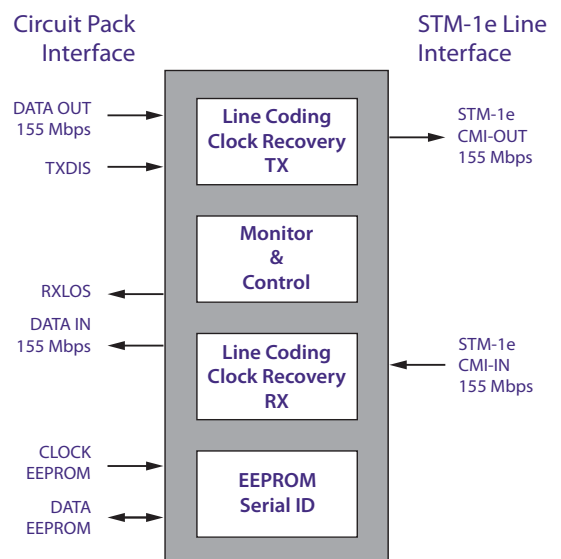 Circuit Pack
Interface
STM-1e Line
Interface
DATA OUT
155 Mbps
TXDIS
Line Coding
Clock Recovery
TX
STM-1e
CMI-OUT
155 Mbps
Monitor
&
Control
RXLOS
DATA IN
155 Mbps
Line Coding
Clock Recovery
RX
STM-1e
CMI-IN
155 Mbps
CLOCK
EEPROM
DATA
EEPROM
EEPROM
Serial ID